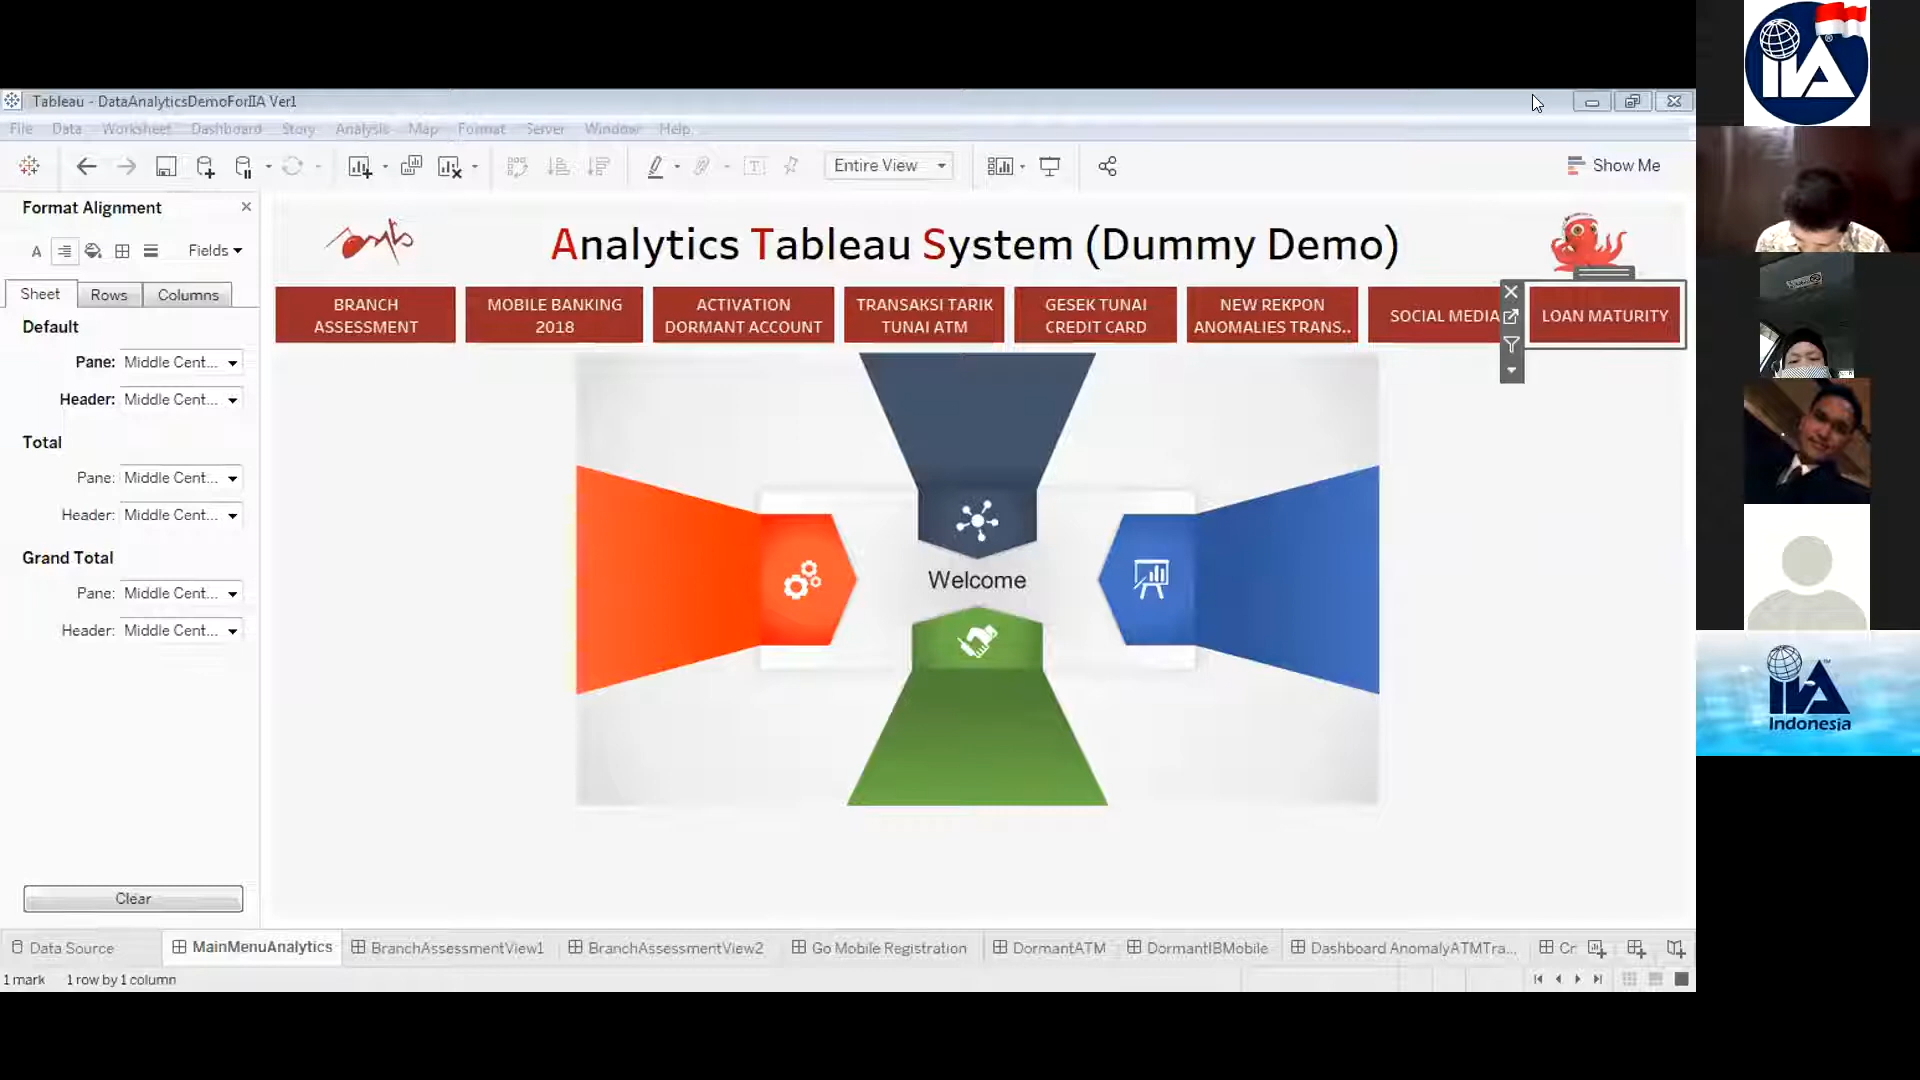 Tableau - DataAnalyticsDemoForIIA Ver1
File Data Worksheet Dashboard Story Analysis Map Format Server Window Help
Entire View
Show Me
Format Alignment
Fields
Sheet Rows Columns
Default
Pane: Middle Cent...
Header: Middle Cent...
Total
Pane: Middle Cent...
Header: Middle Cent...
Grand Total
Pane: Middle Cent...
Header: Middle Cent...
Clear
Analytics Tableau System (Dummy Demo)
BRANCH
ASSESSMENT
MOBILE BANKING
2018
ACTIVATION
DORMANT ACCOUNT
TRANSAKSI TARIK
TUNAI ATM
GESEK TUNAI
CREDIT CARD
NEW REKPON
ANOMALIES TRANS..
SOCIAL MEDIA
LOAN MATURITY
Welcome
Data Source MainMenuAnalytics BranchAssessmentView1 BranchAssessmentView2 Go Mobile Registration DormantATM DormantIBMobile Dashboard AnomalyATMTra... Cr
1 mark 1 row by 1 column
IIA
IIA
Indonesia